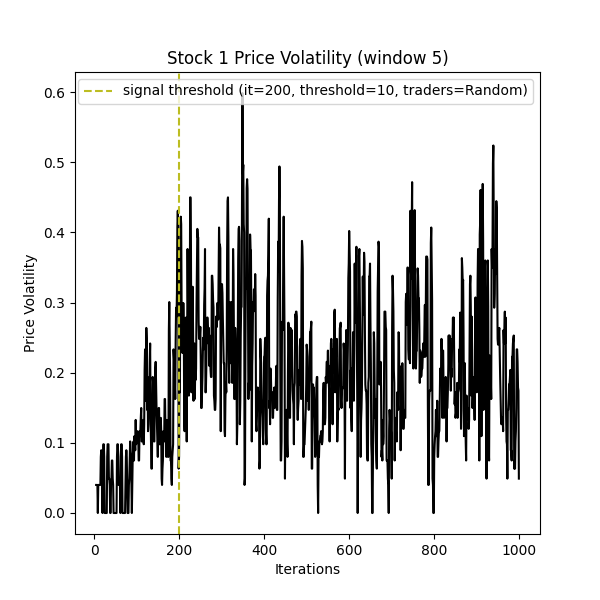 Stock 1 Price Volatility (window 5)
signal threshold (it=200, threshold=10, traders=Random)
Price Volatility
0.6
0.5
0.4
0.3
0.2
0.1
0.0
0 200 400 600 800 1000
Iterations